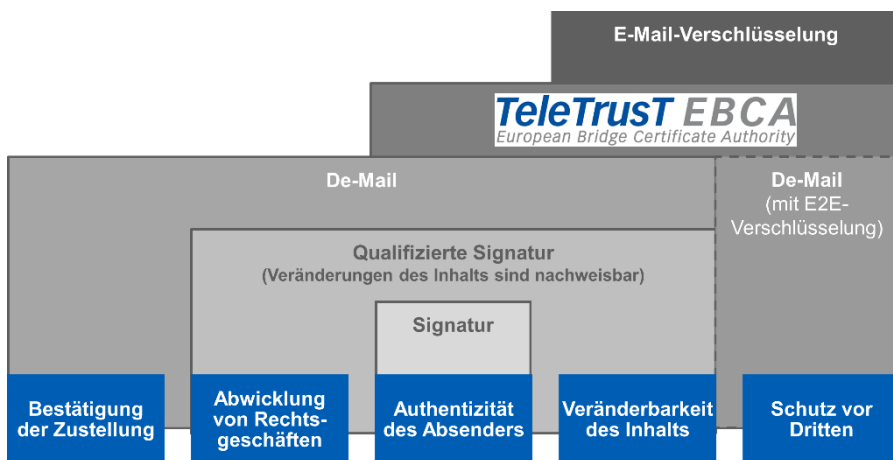 E-Mail-Verschlüsselung
TeleTrusT EBCA
European Bridge Certificate Authority
De-Mail
De-Mail
(mit E2E-
Verschlüsselung)
Qualifizierte Signatur
(Veränderungen des Inhalts sind nachweisbar)
Signatur
Bestätigung
der Zustellung
Abwicklung
von Rechts-
geschäften
Authentizität
des Absenders
Veränderbarkeit
des Inhalts
Schutz vor
Dritten